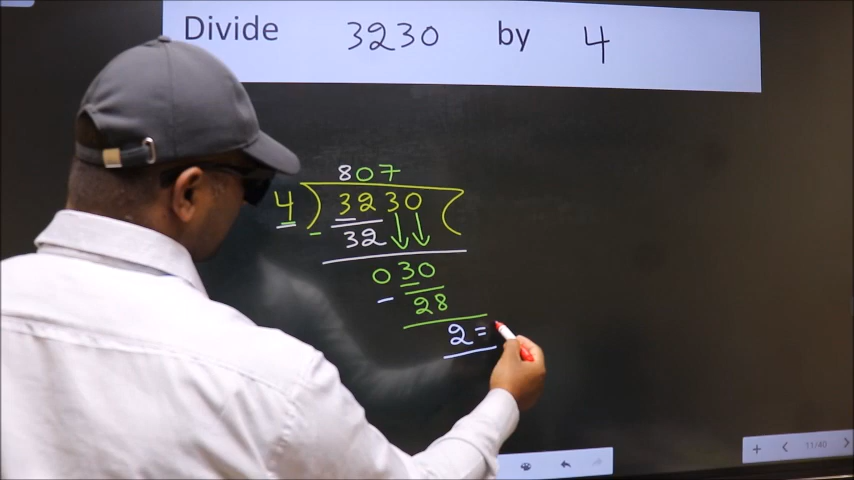 Divide 3230 by 4
807
4 ) 3230 (
- 32
030
- 28
2 =
+ < 11/40 >